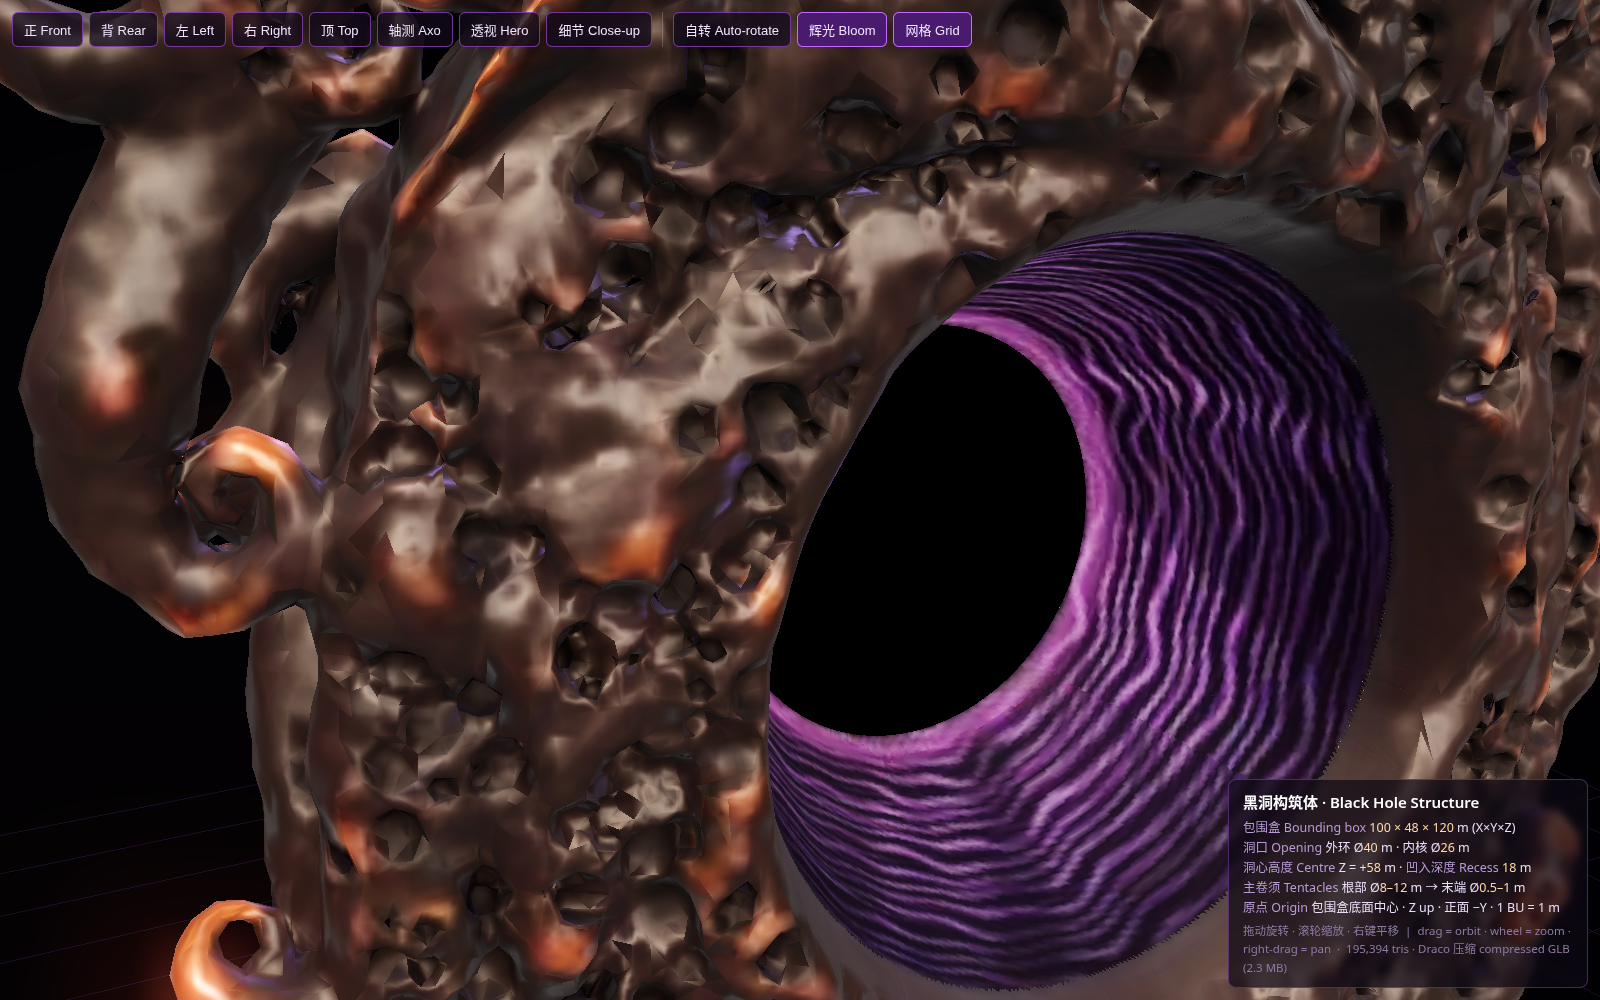 正 Front 背 Rear 左 Left 右 Right 顶 Top 轴测 Axo 透视 Hero 细节 Close-up 自转 Auto-rotate 辉光 Bloom 网格 Grid
黑洞构筑体 · Black Hole Structure
包围盒 Bounding box 100 × 48 × 120 m (X×Y×Z)
洞口 Opening 外环 Ø40 m · 内核 Ø26 m
洞心高度 Centre Z = +58 m · 凹入深度 Recess 18 m
主卷须 Tentacles 根部 Ø8–12 m → 末端 Ø0.5–1 m
原点 Origin 包围盒底面中心 · Z up · 正面 −Y · 1 BU = 1 m
拖动旋转 · 滚轮缩放 · 右键平移 | drag = orbit · wheel = zoom ·
right-drag = pan · 195,394 tris · Draco 压缩 compressed GLB
(2.3 MB)